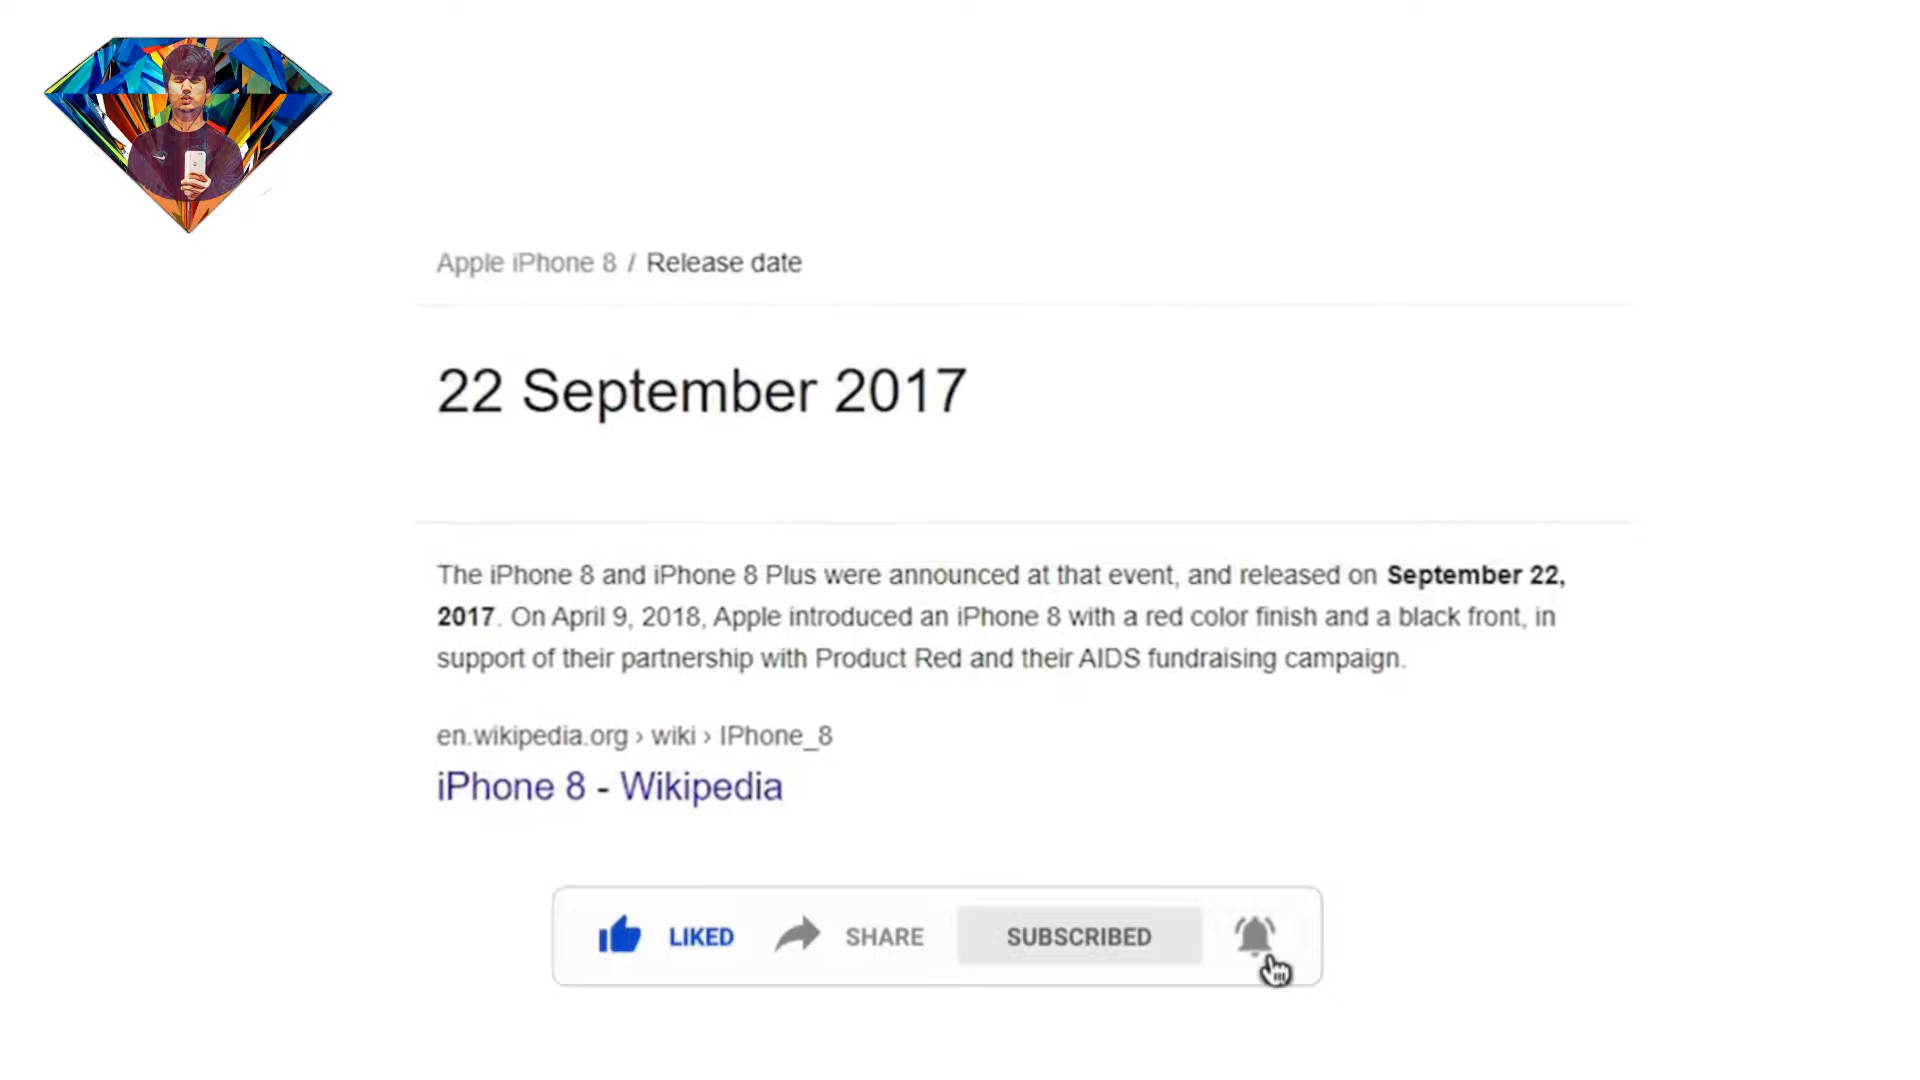 Apple iPhone 8 / Release date
22 September 2017
The iPhone 8 and iPhone 8 Plus were announced at that event, and released on September 22,
2017. On April 9, 2018, Apple introduced an iPhone 8 with a red color finish and a black front, in
support of their partnership with Product Red and their AIDS fundraising campaign.
en.wikipedia.org › wiki › IPhone_8
iPhone 8 - Wikipedia
LIKED SHARE SUBSCRIBED